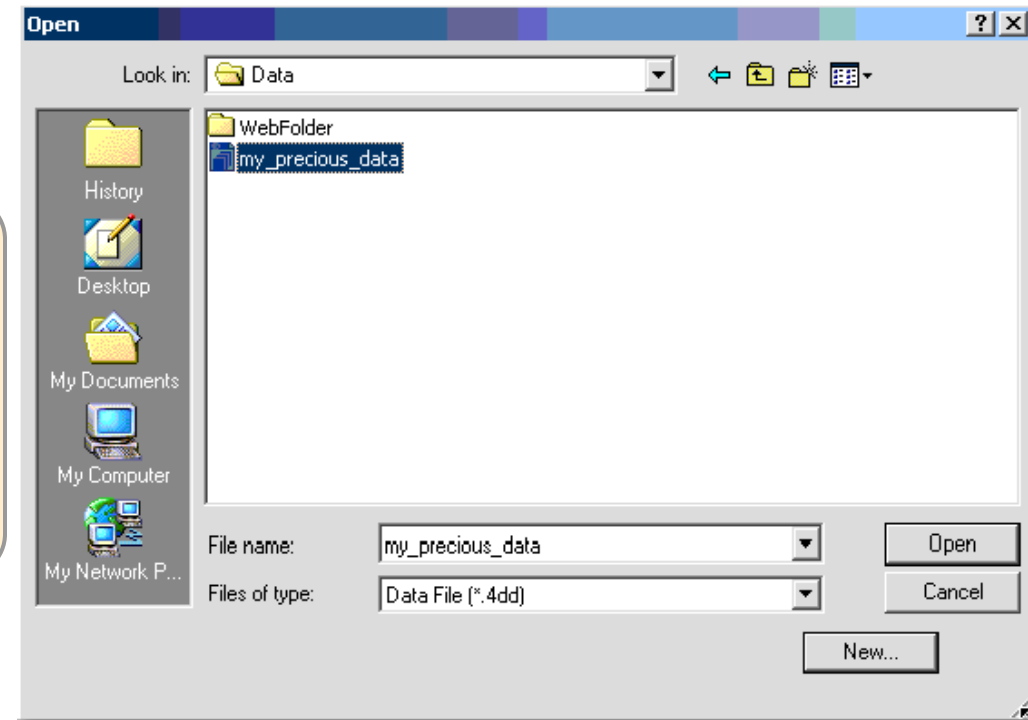 Open
Look in: Data
WebFolder
my_precious_data
History
Desktop
My Documents
My Computer
My Network P...
File name: my_precious_data Open
Files of type: Data File (*.4dd) Cancel
New...